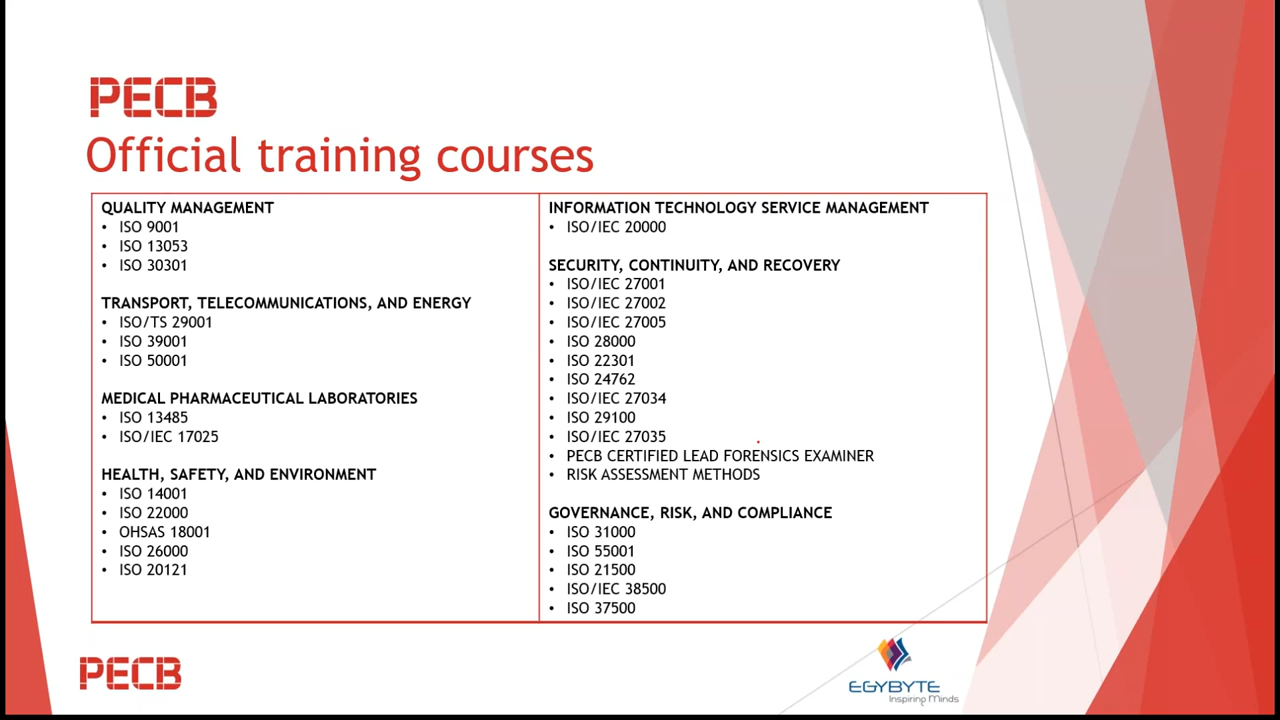 PECB
Official training courses
QUALITY MANAGEMENT
• ISO 9001
• ISO 13053
• ISO 30301
TRANSPORT, TELECOMMUNICATIONS, AND ENERGY
• ISO/TS 29001
• ISO 39001
• ISO 50001
MEDICAL PHARMACEUTICAL LABORATORIES
• ISO 13485
• ISO/IEC 17025
HEALTH, SAFETY, AND ENVIRONMENT
• ISO 14001
• ISO 22000
• OHSAS 18001
• ISO 26000
• ISO 20121
INFORMATION TECHNOLOGY SERVICE MANAGEMENT
• ISO/IEC 20000
SECURITY, CONTINUITY, AND RECOVERY
• ISO/IEC 27001
• ISO/IEC 27002
• ISO/IEC 27005
• ISO 28000
• ISO 22301
• ISO 24762
• ISO/IEC 27034
• ISO 29100
• ISO/IEC 27035
• PECB CERTIFIED LEAD FORENSICS EXAMINER
• RISK ASSESSMENT METHODS
GOVERNANCE, RISK, AND COMPLIANCE
• ISO 31000
• ISO 55001
• ISO 21500
• ISO/IEC 38500
• ISO 37500
PECB
EGYBYTE
Inspiring Minds